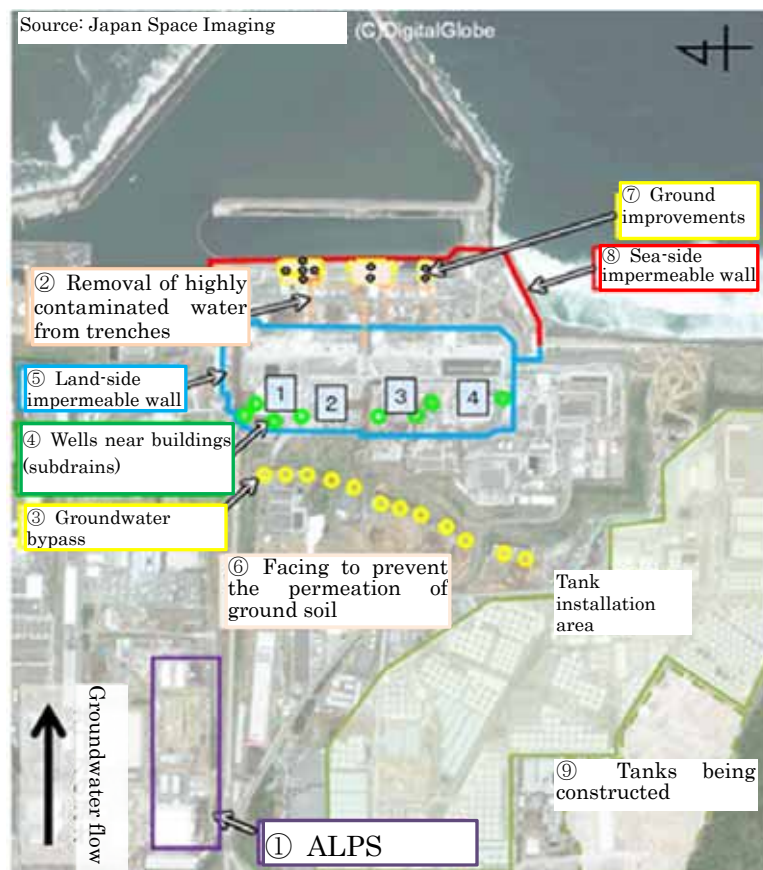 Source: Japan Space Imaging
(C)DigitalGlobe
⑦ Ground
improvements
⑧ Sea-side
impermeable wall
② Removal of highly
contaminated water
from trenches
⑤ Land-side
impermeable wall
1
2
3
4
④ Wells near buildings
(subdrains)
③ Groundwater
bypass
⑥ Facing to prevent
the permeation of
ground soil
Tank
installation
area
Groundwater flow
⑨ Tanks being
constructed
① ALPS